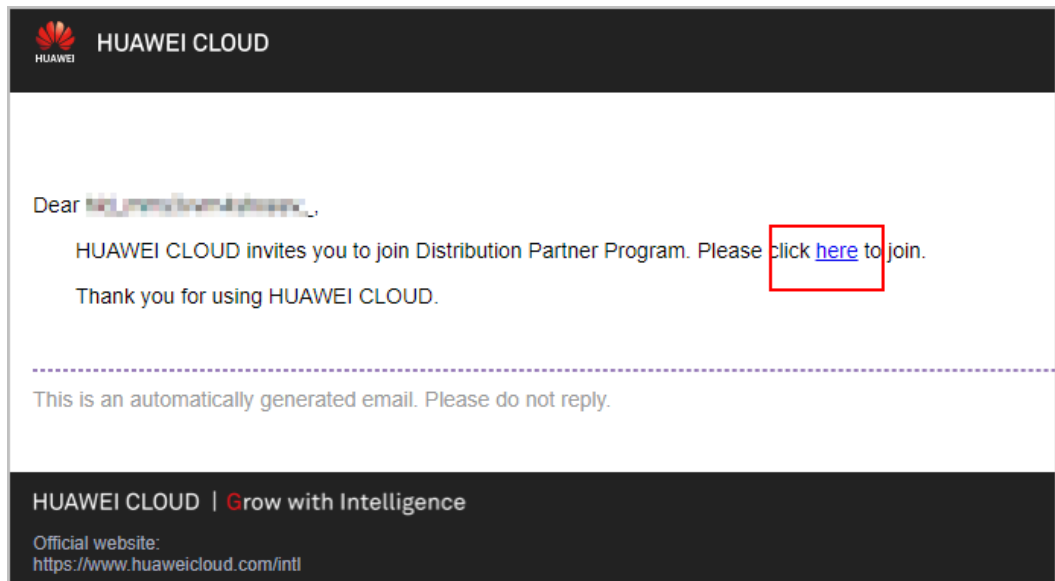 HUAWEI
HUAWEI CLOUD
Dear
HUAWEI CLOUD invites you to join Distribution Partner Program. Please click here to join.
Thank you for using HUAWEI CLOUD.
This is an automatically generated email. Please do not reply.
HUAWEI CLOUD | Grow with Intelligence
Official website:
https://www.huaweicloud.com/intl